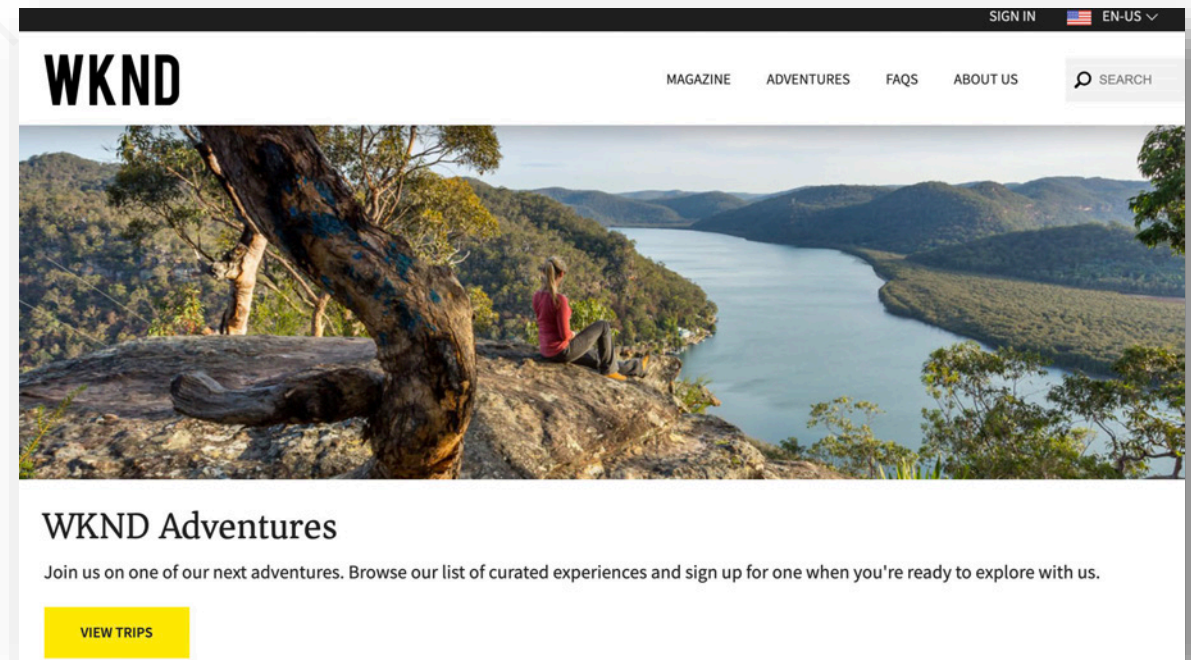 SIGN IN EN-US
WKND
MAGAZINE ADVENTURES FAQS ABOUT US SEARCH
WKND Adventures
Join us on one of our next adventures. Browse our list of curated experiences and sign up for one when you're ready to explore with us.
VIEW TRIPS